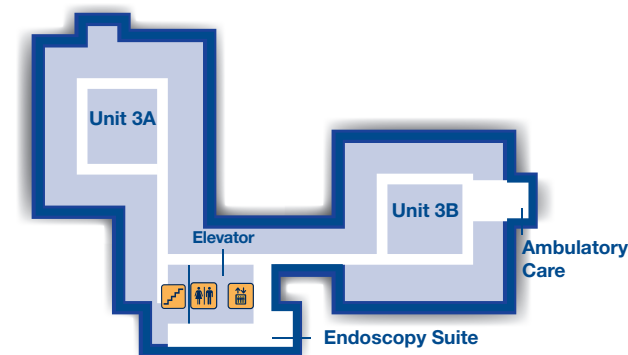 Unit 3A
Unit 3B
Elevator
Ambulatory
Care
Endoscopy Suite